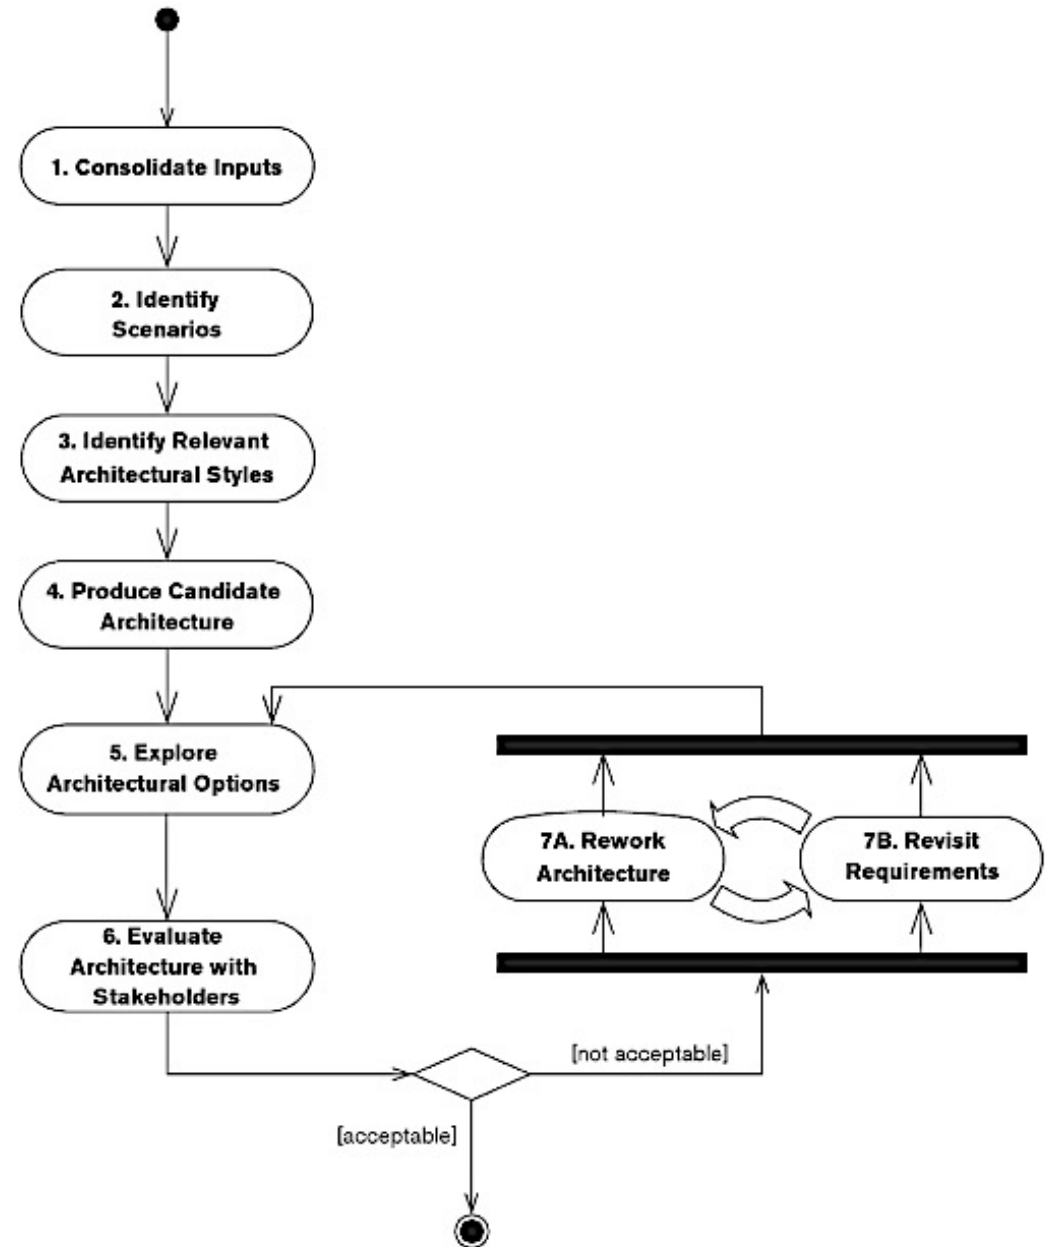 1. Consolidate Inputs
2. Identify
Scenarios
3. Identify Relevant
Architectural Styles
4. Produce Candidate
Architecture
5. Explore
Architectural Options
6. Evaluate
Architecture with
Stakeholders
7A. Rework
Architecture
7B. Revisit
Requirements
[not acceptable]
[acceptable]